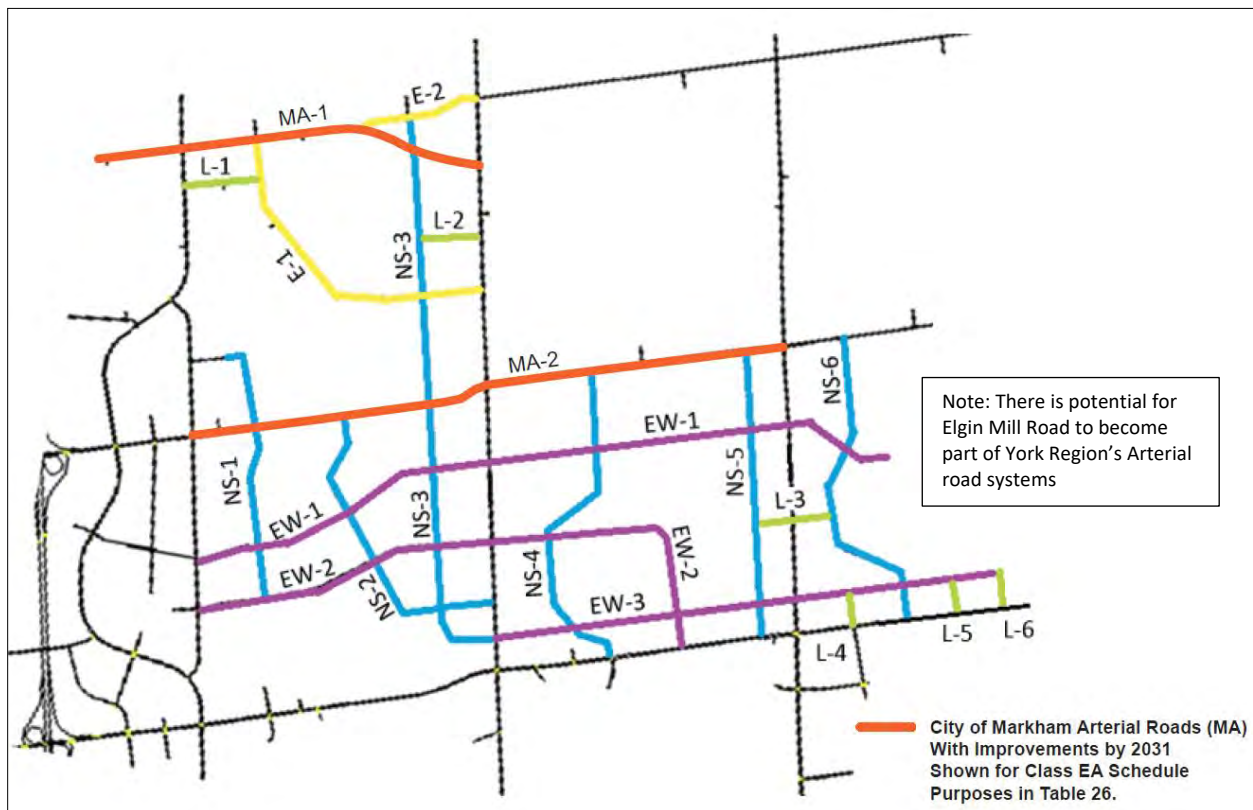 E-2
MA-1
L-1
L-2
NS-3
E-1
MA-2
NS-6
Note: There is potential for
Elgin Mill Road to become
part of York Region's Arterial
road systems
EW-1
NS-1
NS-5
NS-3
L-3
EW-1
EW-2
NS-2
NS-4
EW-2
EW-3
L-4
L-5
L-6
City of Markham Arterial Roads (MA)
With Improvements by 2031
Shown for Class EA Schedule
Purposes in Table 26.